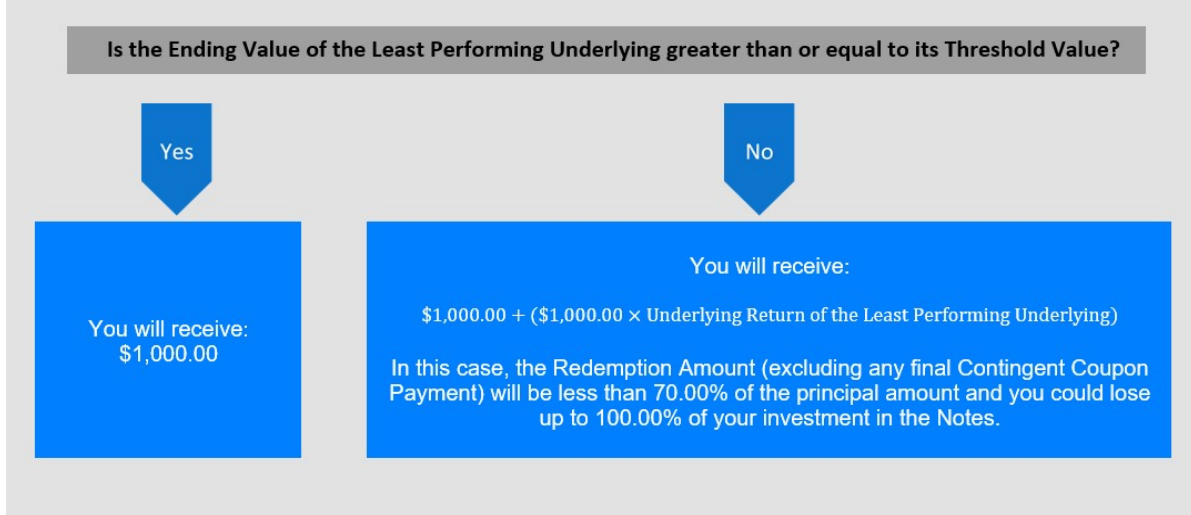 Is the Ending Value of the Least Performing Underlying greater than or equal to its Threshold Value?
Yes
No
You will receive:
$1,000.00
You will receive:
$1,000.00 + ($1,000.00 × Underlying Return of the Least Performing Underlying)
In this case, the Redemption Amount (excluding any final Contingent Coupon
Payment) will be less than 70.00% of the principal amount and you could lose
up to 100.00% of your investment in the Notes.